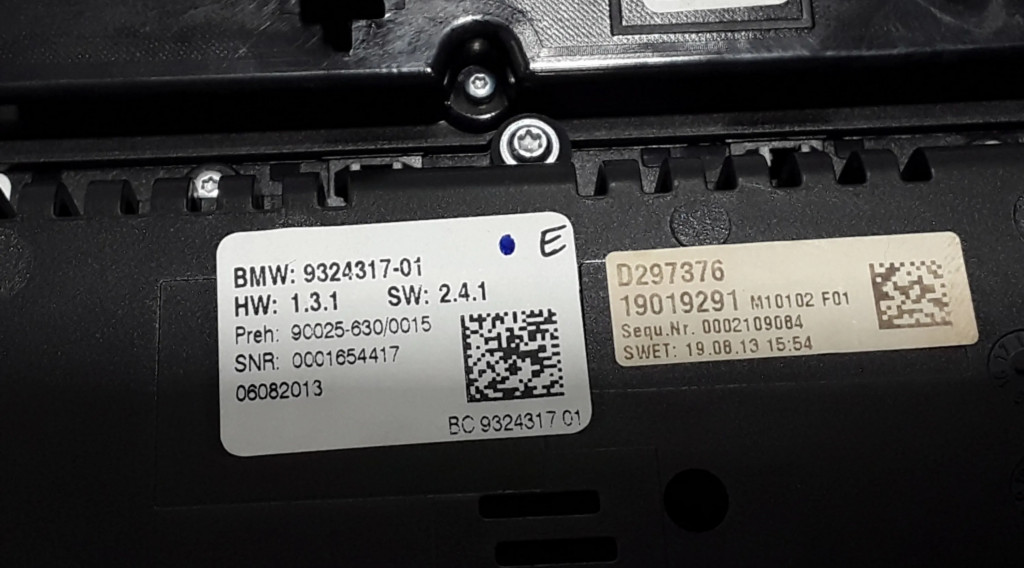 E
BMW: 9324317-01
HW: 1.3.1 SW: 2.4.1
Preh: 90025-630/0015
SNR: 0001654417
06082013
BC 9324317 01
D297376
19019291 M10102 F01
Sequ.Nr. 0002109084
SWET: 19.08.13 15:54